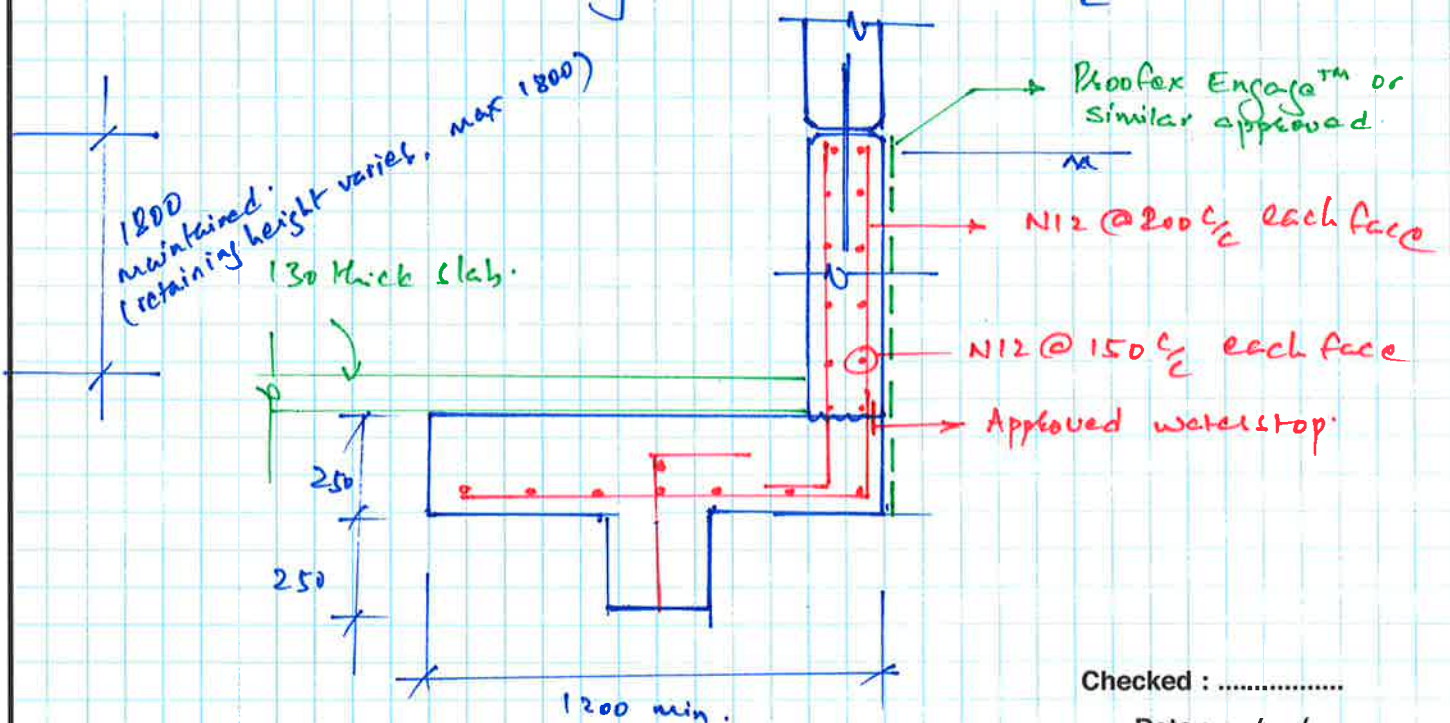 Proofex Engage™ or
similar approved.
1800
maintained.
(retaining height varies, max 1800)
N12 @ 200 c/c each face
130 thick slab.
N12 @ 150 c/c each face
Approved waterstop.
250
250
1200 min.
Checked : .................